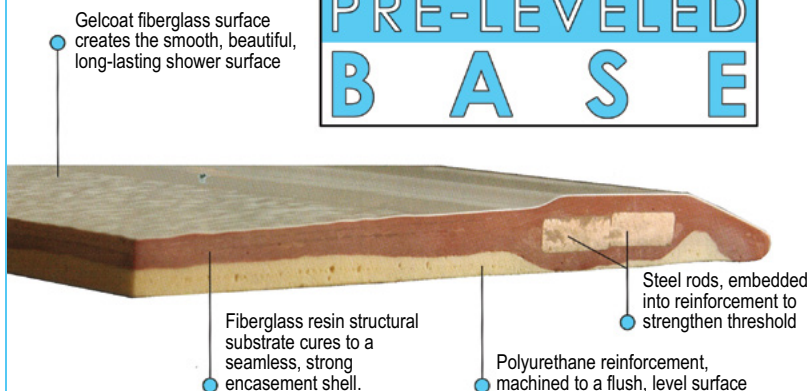 PRE-LEVELED
BASE
Gelcoat fiberglass surface
creates the smooth, beautiful,
long-lasting shower surface
Steel rods, embedded
into reinforcement to
strengthen threshold
Fiberglass resin structural
substrate cures to a
seamless, strong
encasement shell.
Polyurethane reinforcement,
machined to a flush, level surface